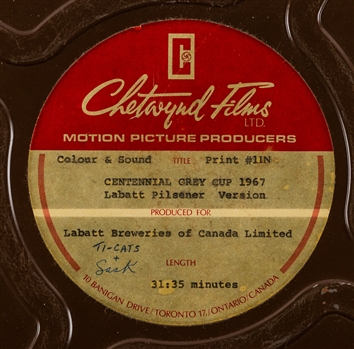 C
Chetwynd Films
LTD.
MOTION PICTURE PRODUCERS
Colour & Sound TITLE Print #1IN
CENTENNIAL GREY CUP 1967
Labatt Pilsener Version
PRODUCED FOR
Labatt Breweries of Canada Limited
TI-CATS
+
Sask
LENGTH
31:35 minutes
10 BANIGAN DRIVE/TORONTO 17/ONTARIO/CANADA